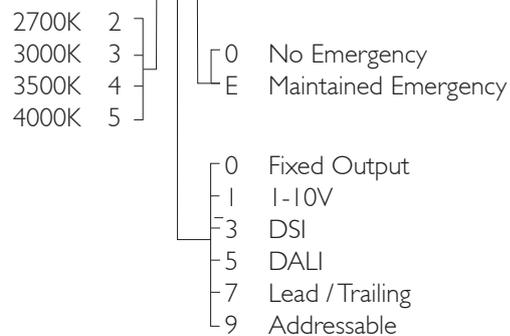 2700K 2
3000K 3
3500K 4
4000K 5
0 No Emergency
E Maintained Emergency
0 Fixed Output
1 1-10V
3 DSI
5 DALI
7 Lead / Trailing
9 Addressable